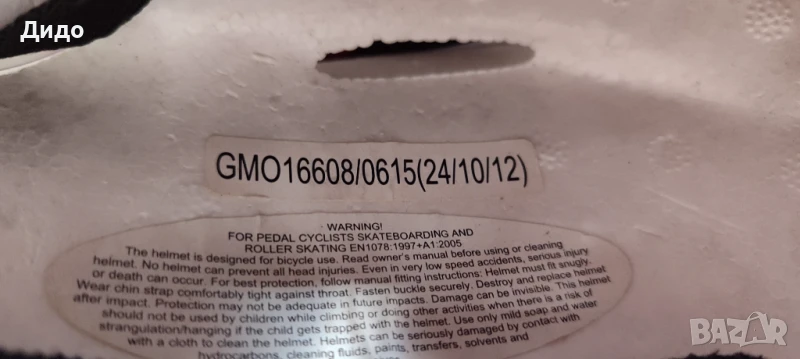 Дидо
GMO16608/0615(24/10/12)
WARNING!
FOR PEDAL CYCLISTS SKATEBOARDING AND
ROLLER SKATING EN1078:1997+A1:2005
The helmet is designed for bicycle use. Read owner's manual before using or cleaning
helmet. No helmet can prevent all head injuries. Even in very low speed accidents, serious injury
or death can occur. For best protection, follow manual fitting instructions: Helmet must fit snugly.
Wear chin strap comfortably tight against throat. Fasten buckle securely. Destroy and replace helmet
after impact. Protection may not be adequate in future impacts. Damage can be invisible. This helmet
should not be used by children while climbing or doing other activities when there is a risk of
strangulation/hanging if the child gets trapped with the helmet. Use only mild soap and water
with a cloth to clean the helmet. Helmets can be seriously damaged by contact with
hydrocarbons, cleaning fluids, paints, transfers, solvents and
BAZAR